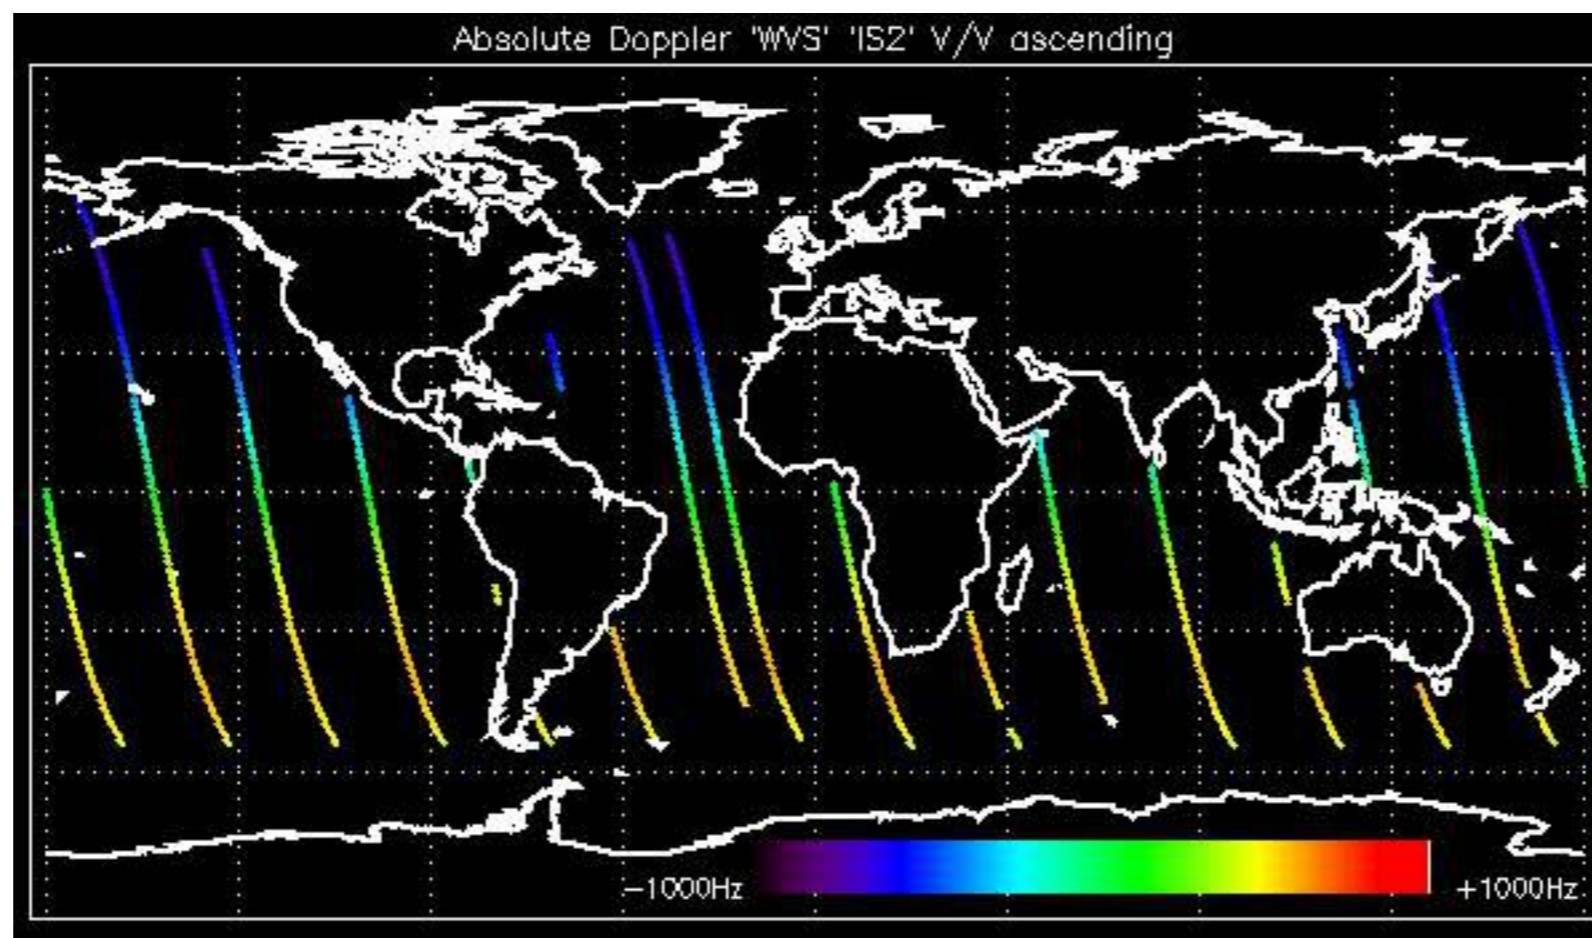 Absolute Doppler 'WVS' 'IS2' V/V ascending
-1000Hz +1000Hz